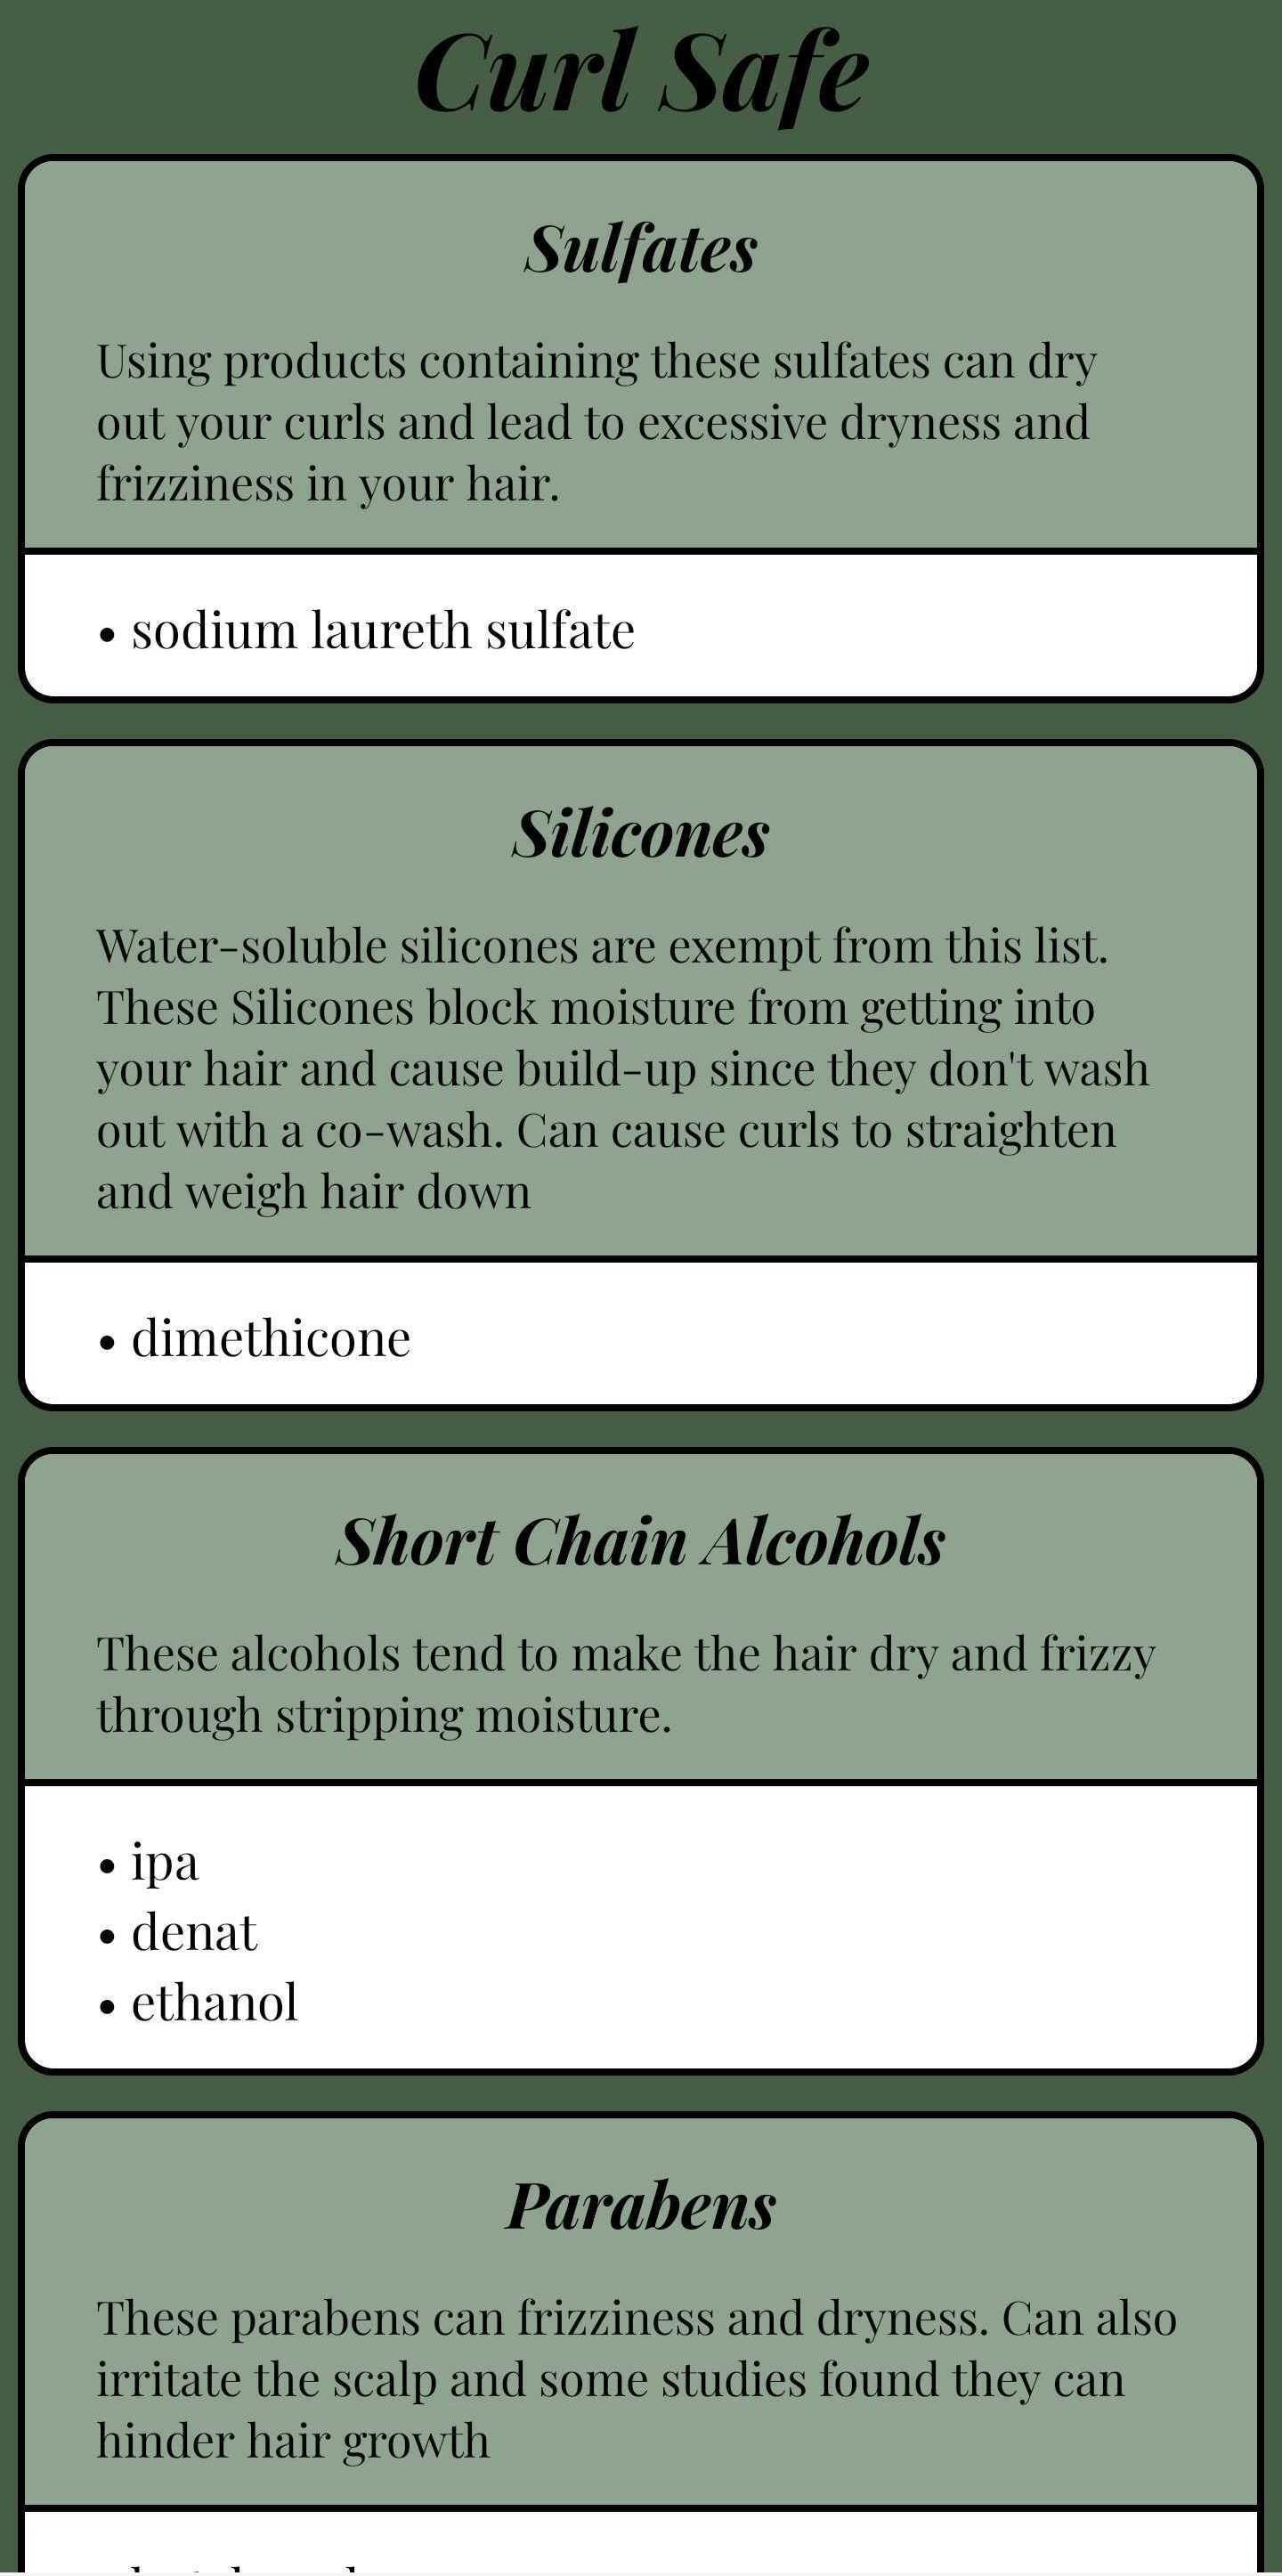 Curl Safe
Sulfates
Using products containing these sulfates can dry
out your curls and lead to excessive dryness and
frizziness in your hair.
• sodium laureth sulfate
Silicones
Water-soluble silicones are exempt from this list.
These Silicones block moisture from getting into
your hair and cause build-up since they don't wash
out with a co-wash. Can cause curls to straighten
and weigh hair down
• dimethicone
Short Chain Alcohols
These alcohols tend to make the hair dry and frizzy
through stripping moisture.
• ipa
• denat
• ethanol
Parabens
These parabens can frizziness and dryness. Can also
irritate the scalp and some studies found they can
hinder hair growth